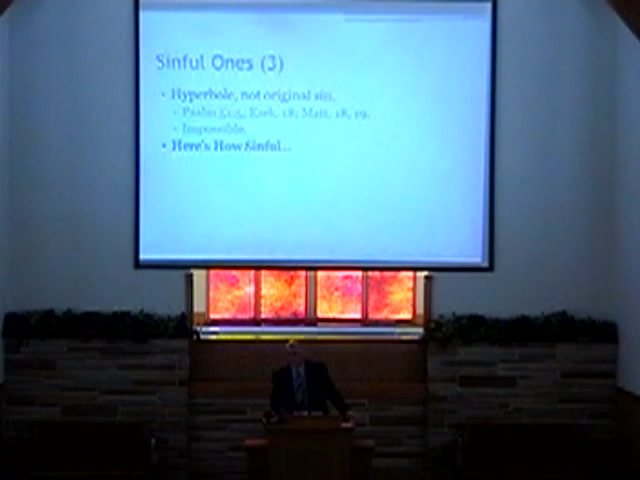 Sinful Ones (3)
• Hyperbole, not original sin.
– Psalm 51:5, Ezek. 18; Matt. 18, 19.
– Impossible.
• Here's How Sinful...